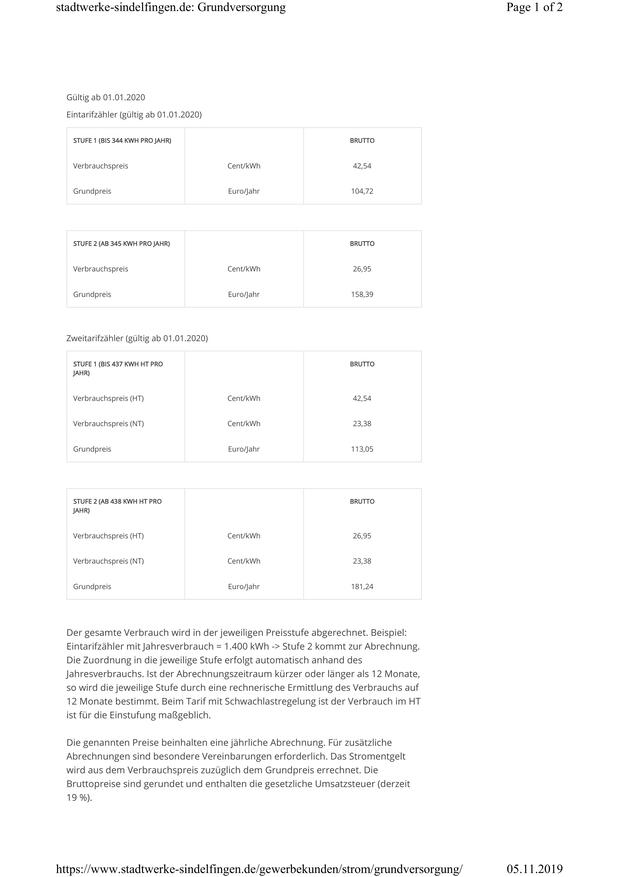 stadtwerke-sindelfingen.de: Grundversorgung Page 1 of 2
Gültig ab 01.01.2020
Eintarifzähler (gültig ab 01.01.2020)
STUFE 1 (BIS 344 KWH PRO JAHR) BRUTTO
Verbrauchspreis Cent/kWh 42,54
Grundpreis Euro/Jahr 104,72
STUFE 2 (AB 345 KWH PRO JAHR) BRUTTO
Verbrauchspreis Cent/kWh 26,95
Grundpreis Euro/Jahr 158,39
Zweitarifzähler (gültig ab 01.01.2020)
STUFE 1 (BIS 437 KWH HT PRO BRUTTO
JAHR)
Verbrauchspreis (HT) Cent/kWh 42,54
Verbrauchspreis (NT) Cent/kWh 23,38
Grundpreis Euro/Jahr 113,05
STUFE 2 (AB 438 KWH HT PRO BRUTTO
JAHR)
Verbrauchspreis (HT) Cent/kWh 26,95
Verbrauchspreis (NT) Cent/kWh 23,38
Grundpreis Euro/Jahr 181,24
Der gesamte Verbrauch wird in der jeweiligen Preisstufe abgerechnet. Beispiel:
Eintarifzähler mit Jahresverbrauch = 1.400 kWh -> Stufe 2 kommt zur Abrechnung.
Die Zuordnung in die jeweilige Stufe erfolgt automatisch anhand des
Jahresverbrauchs. Ist der Abrechnungszeitraum kürzer oder länger als 12 Monate,
so wird die jeweilige Stufe durch eine rechnerische Ermittlung des Verbrauchs auf
12 Monate bestimmt. Beim Tarif mit Schwachlastregelung ist der Verbrauch im HT
ist für die Einstufung maßgeblich.
Die genannten Preise beinhalten eine jährliche Abrechnung. Für zusätzliche
Abrechnungen sind besondere Vereinbarungen erforderlich. Das Stromentgelt
wird aus dem Verbrauchspreis zuzüglich dem Grundpreis errechnet. Die
Bruttopreise sind gerundet und enthalten die gesetzliche Umsatzsteuer (derzeit
19 %).
https://www.stadtwerke-sindelfingen.de/gewerbekunden/strom/grundversorgung/ 05.11.2019